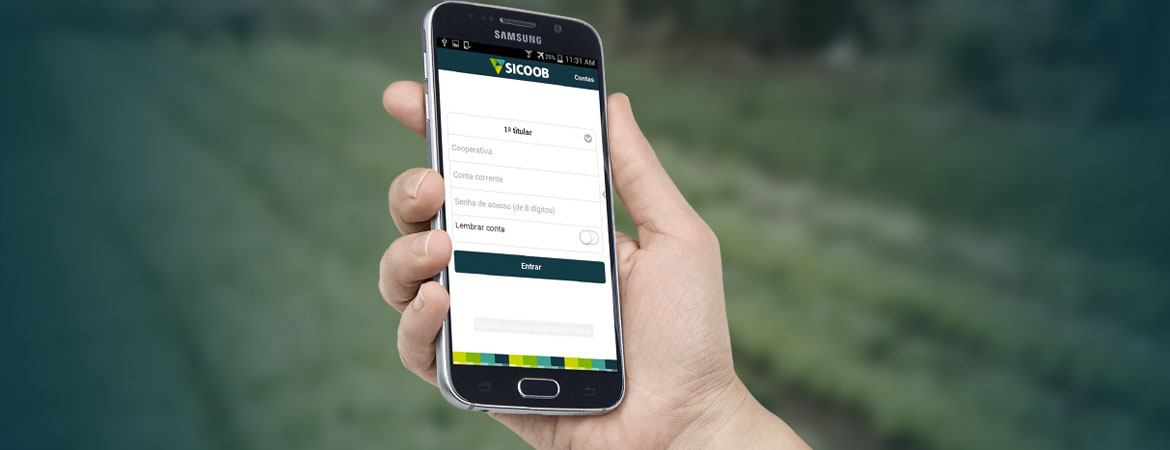 SAMSUNG
25% 11:31 AM
SICOOB
Contas
1º titular
Cooperativa
Conta corrente
Senha de acesso (de 8 dígitos)
Lembrar conta
Entrar